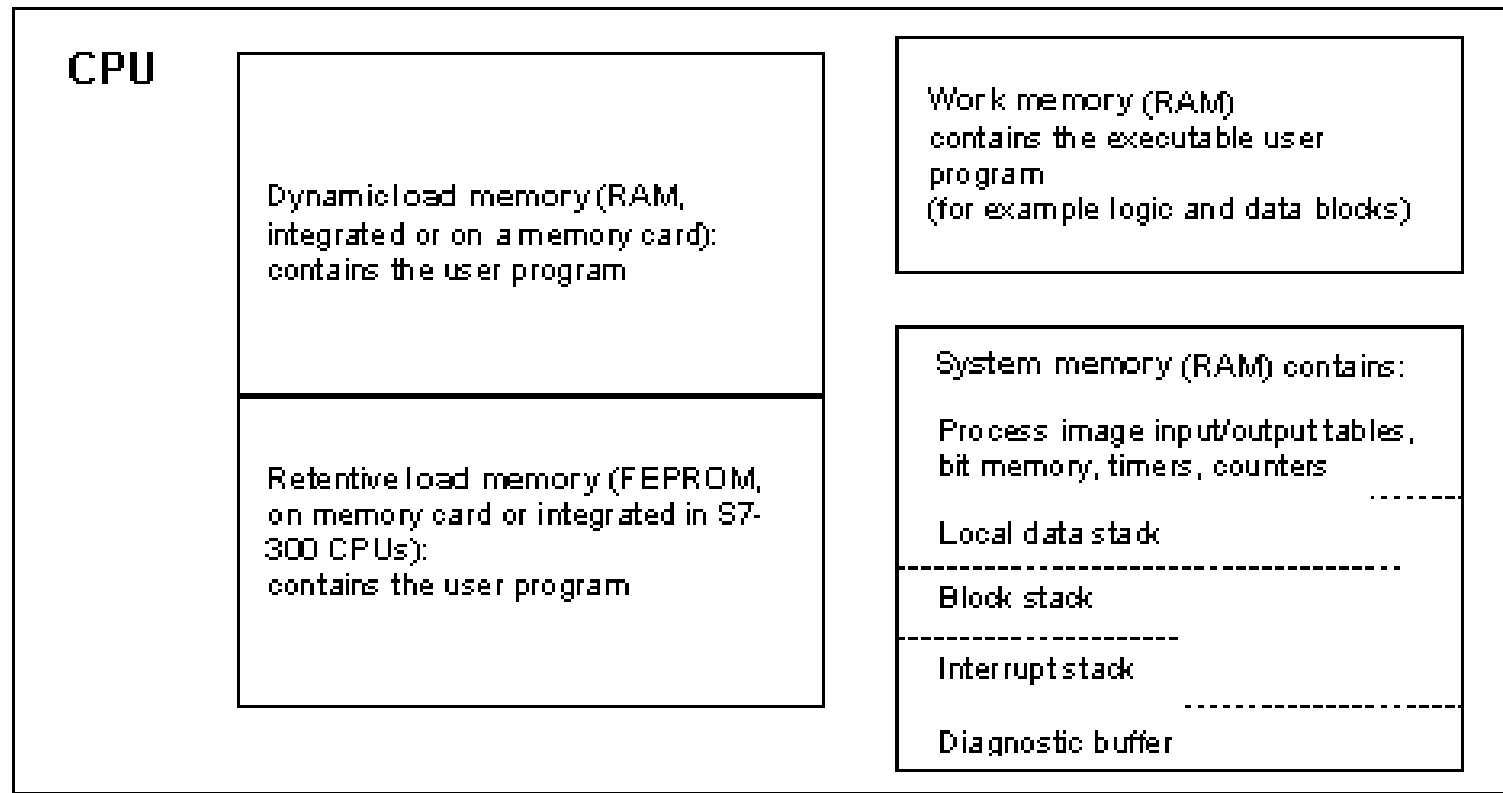 CPU
Dynamic load memory (RAM,
integrated or on a memory card):
contains the user program
Retentive load memory (FEPROM,
on memory card or integrated in S7-
300 CPUs):
contains the user program
Work memory (RAM)
contains the executable user
program
(for example logic and data blocks)
System memory (RAM) contains:
Process image input/output tables,
bit memory, timers, counters
Local data stack
Block stack
Interrupt stack
Diagnostic buffer